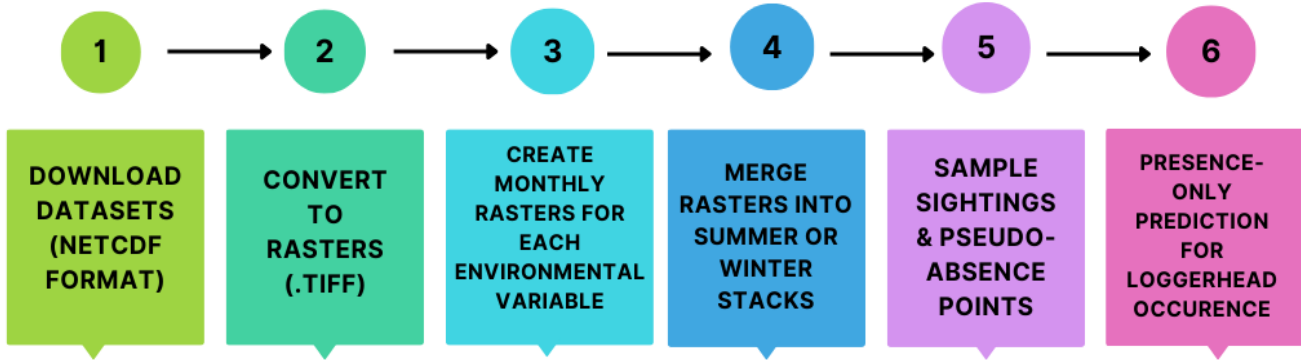 1
2
3
4
5
6
DOWNLOAD
DATASETS
(NETCDF
FORMAT)
CONVERT
TO
RASTERS
(.TIFF)
CREATE
MONTHLY
RASTERS FOR
EACH
ENVIRONMENTAL
VARIABLE
MERGE
RASTERS INTO
SUMMER OR
WINTER
STACKS
SAMPLE
SIGHTINGS
& PSEUDO-
ABSENCE
POINTS
PRESENCE-
ONLY
PREDICTION
FOR
LOGGERHEAD
OCCURENCE